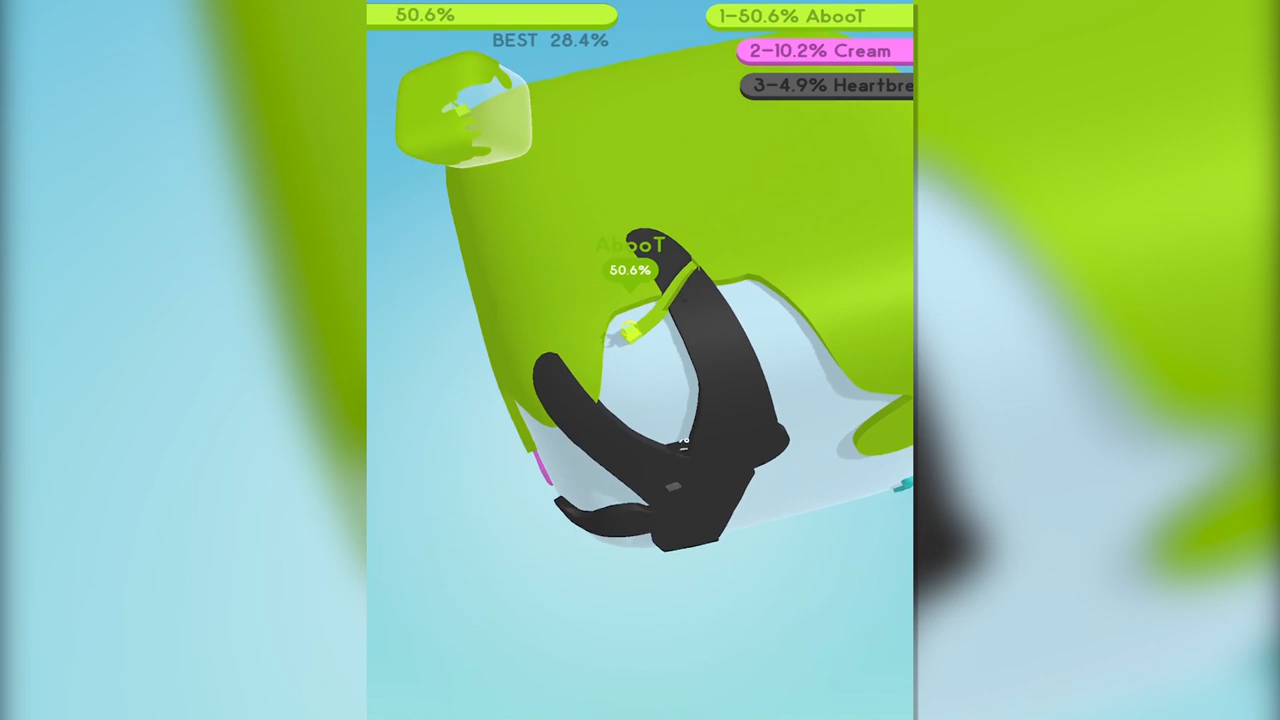 50.6%
BEST 28.4%
1-50.6% AbooT
2-10.2% Cream
3-4.9% Heartbre
AbooT
50.6%